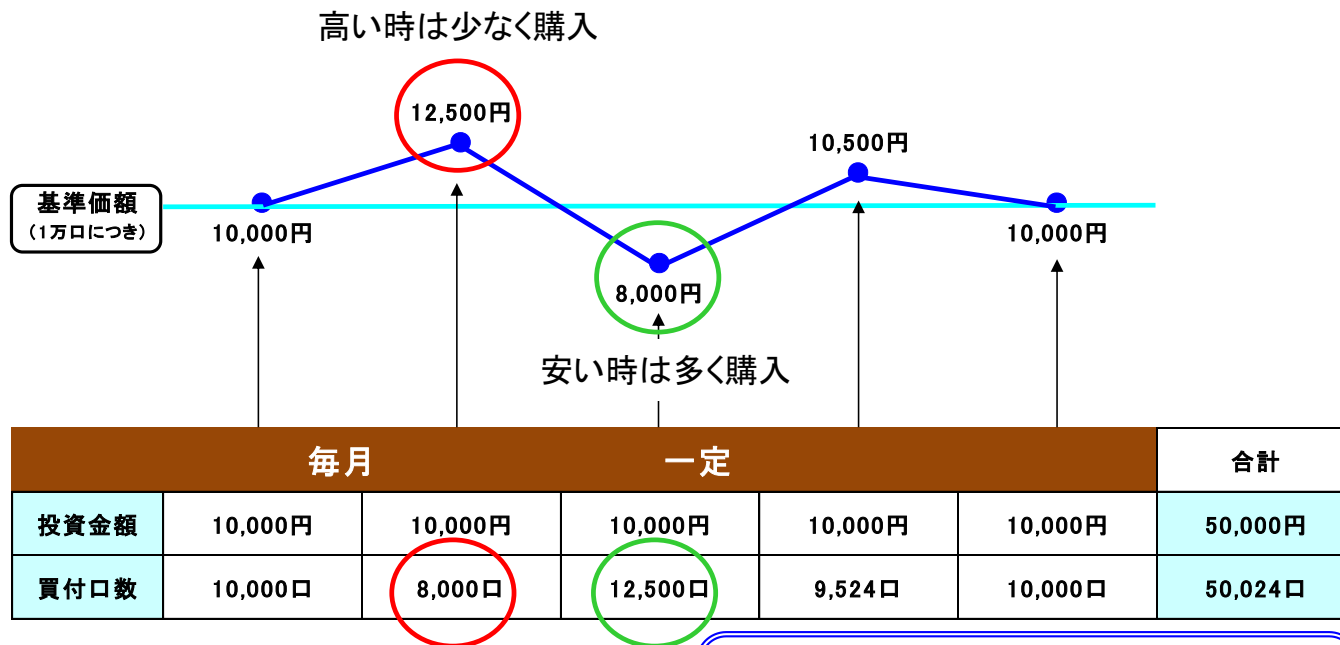 高い時は少なく購入
12,500円
10,500円
基準価額
(1万口につき)
10,000円
10,000円
8,000円
安い時は多く購入
毎月 一定 合計
投資金額 10,000円 10,000円 10,000円 10,000円 10,000円 50,000円
買付口数 10,000口 8,000口 12,500口 9,524口 10,000口 50,024口